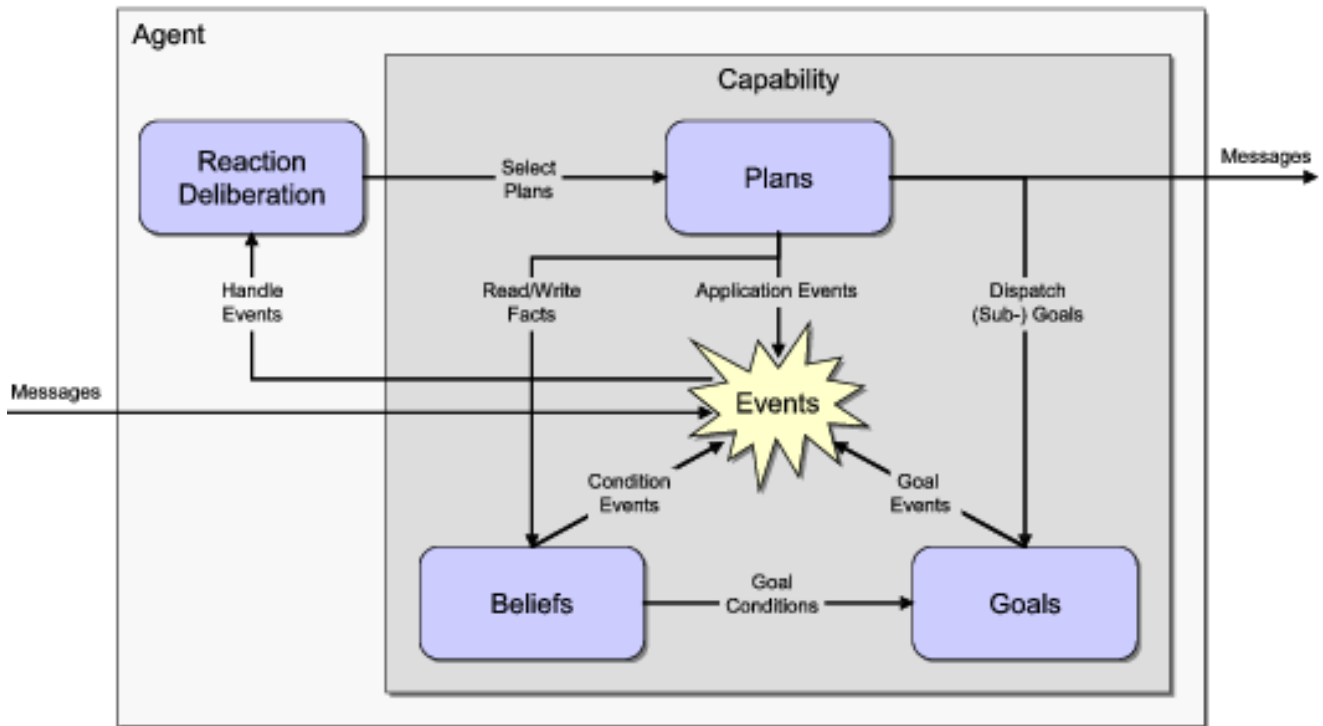 Agent
Capability
Reaction
Deliberation
Select
Plans
Plans
Messages
Handle
Events
Read/Write
Facts
Application Events
Dispatch
(Sub-) Goals
Messages
Events
Condition
Events
Goal
Events
Beliefs
Goal
Conditions
Goals